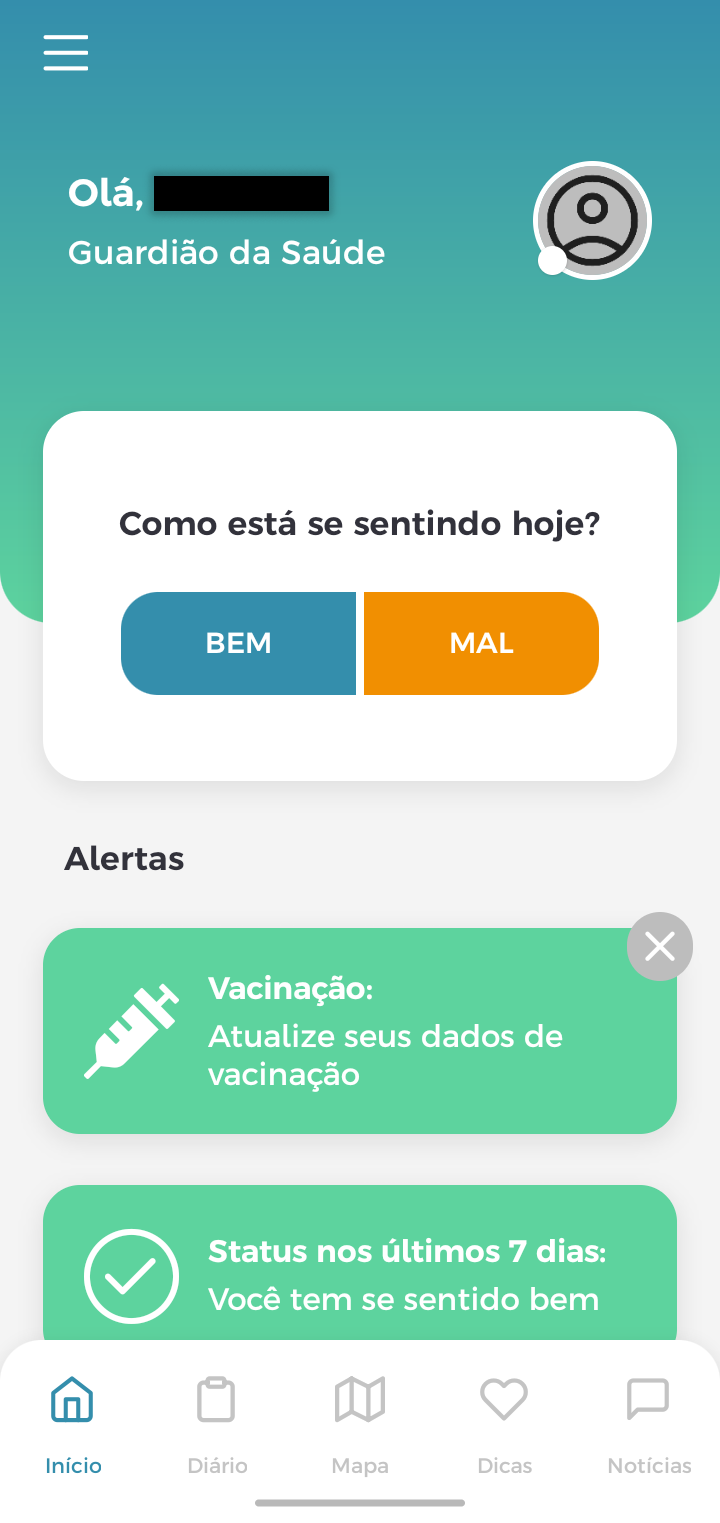 Olá,
Guardião da Saúde
Como está se sentindo hoje?
BEM
MAL
Alertas
Vacinação:
Atualize seus dados de
vacinação
Status nos últimos 7 dias:
Você tem se sentido bem
Início
Diário
Mapa
Dicas
Notícias